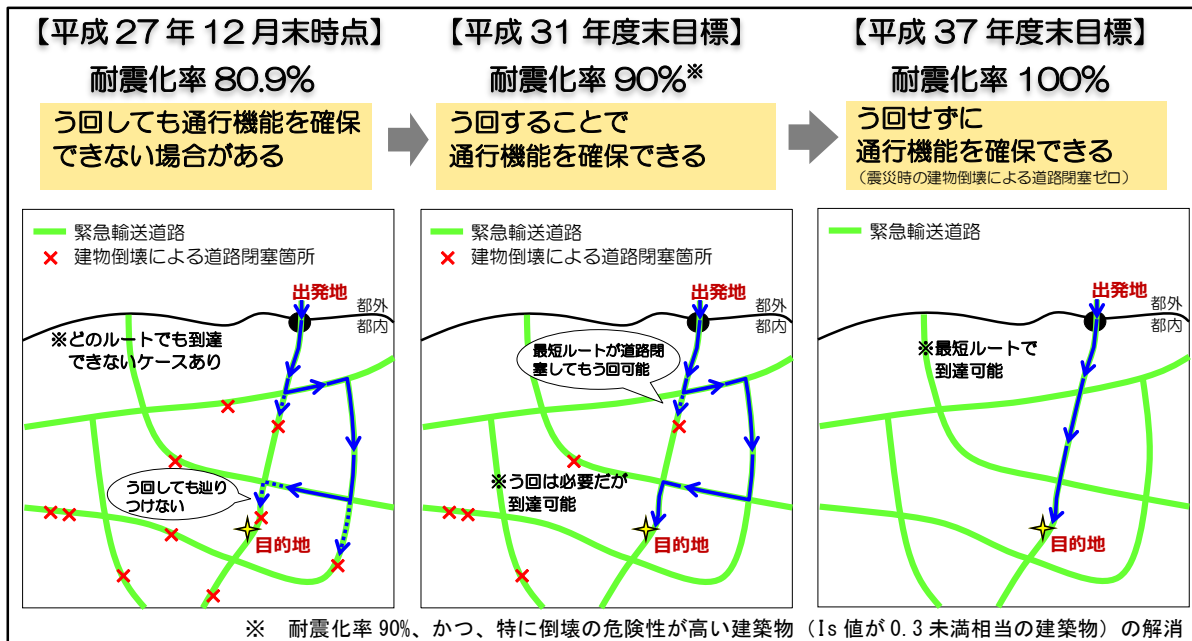 【平成 27 年 12 月末時点】
耐震化率 80.9%
う回しても通行機能を確保
できない場合がある
【平成 31 年度末目標】
耐震化率 90%※
う回することで
通行機能を確保できる
【平成 37 年度末目標】
耐震化率 100%
う回せずに
通行機能を確保できる
（震災時の建物倒壊による道路閉塞ゼロ）
緊急輸送道路
× 建物倒壊による道路閉塞箇所
出発地
都外
都内
※どのルートでも到達
できないケースあり
う回しても辿り
つけない
目的地
緊急輸送道路
× 建物倒壊による道路閉塞箇所
出発地
都外
都内
最短ルートが道路閉
塞してもう回可能
※う回は必要だが
到達可能
目的地
緊急輸送道路
出発地
都外
都内
※最短ルートで
到達可能
目的地
※ 耐震化率 90%、かつ、特に倒壊の危険性が高い建築物（Is 値が 0.3 未満相当の建築物）の解消